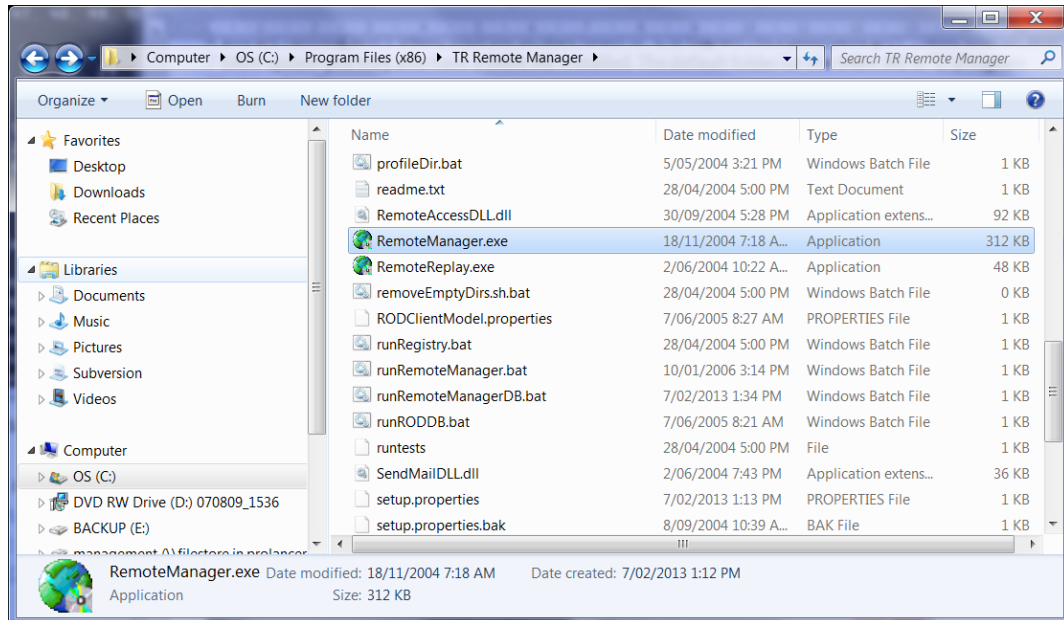 Computer OS (C:) Program Files (x86) TR Remote Manager Search TR Remote Manager
Organize Open Burn New folder
Favorites
Desktop
Downloads
Recent Places
Libraries
Documents
Music
Pictures
Subversion
Videos
Computer
OS (C:)
DVD RW Drive (D:) 070809_1536
BACKUP (E:)
management (\\filestore.in.prolancer
Name Date modified Type Size
profileDir.bat 5/05/2004 3:21 PM Windows Batch File 1 KB
readme.txt 28/04/2004 5:00 PM Text Document 1 KB
RemoteAccessDLL.dll 30/09/2004 5:28 PM Application extens... 92 KB
RemoteManager.exe 18/11/2004 7:18 A... Application 312 KB
RemoteReplay.exe 2/06/2004 10:22 A... Application 48 KB
removeEmptyDirs.sh.bat 28/04/2004 5:00 PM Windows Batch File 0 KB
RODClientModel.properties 7/06/2005 8:27 AM PROPERTIES File 1 KB
runRegistry.bat 28/04/2004 5:00 PM Windows Batch File 1 KB
runRemoteManager.bat 10/01/2006 3:14 PM Windows Batch File 1 KB
runRemoteManagerDB.bat 7/02/2013 1:34 PM Windows Batch File 1 KB
runRODDB.bat 7/06/2005 8:21 AM Windows Batch File 1 KB
runtests 28/04/2004 5:00 PM File 1 KB
SendMailDLL.dll 2/06/2004 7:43 PM Application extens... 36 KB
setup.properties 7/02/2013 1:13 PM PROPERTIES File 1 KB
setup.properties.bak 8/09/2004 10:39 A... BAK File 1 KB
RemoteManager.exe Date modified: 18/11/2004 7:18 AM Date created: 7/02/2013 1:12 PM
Application Size: 312 KB